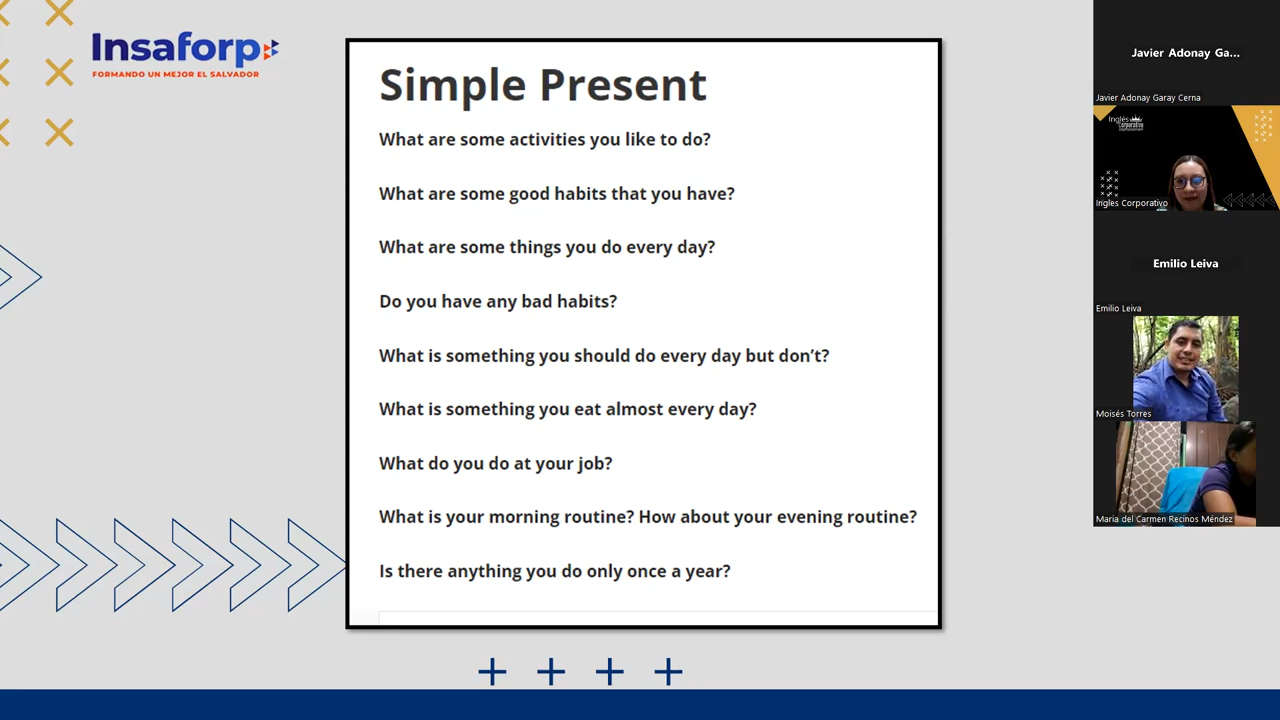 Insaforp
FORMANDO UN MEJOR EL SALVADOR
Simple Present
What are some activities you like to do?
What are some good habits that you have?
What are some things you do every day?
Do you have any bad habits?
What is something you should do every day but don’t?
What is something you eat almost every day?
What do you do at your job?
What is your morning routine? How about your evening routine?
Is there anything you do only once a year?
Javier Adonay Ga...
Javier Adonay Garay Cerna
Inglés
Corporativo
Ingles Corporativo
Emilio Leiva
Emilio Leiva
Moisés Torres
Maria del Carmen Recinos Méndez